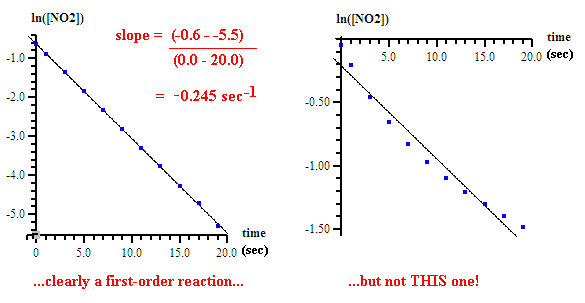 ln([NO2])
slope = (-0.6 - -5.5)
(0.0 - 20.0)
= -0.245 sec-1
-1.0
-2.0
-3.0
-4.0
-5.0
0 5.0 10.0 15.0 20.0
time
(sec)
...clearly a first-order reaction...
ln([NO2])
time
(sec)
5.0 10.0 15.0 20.0
-0.50
-1.00
-1.50
...but not THIS one!